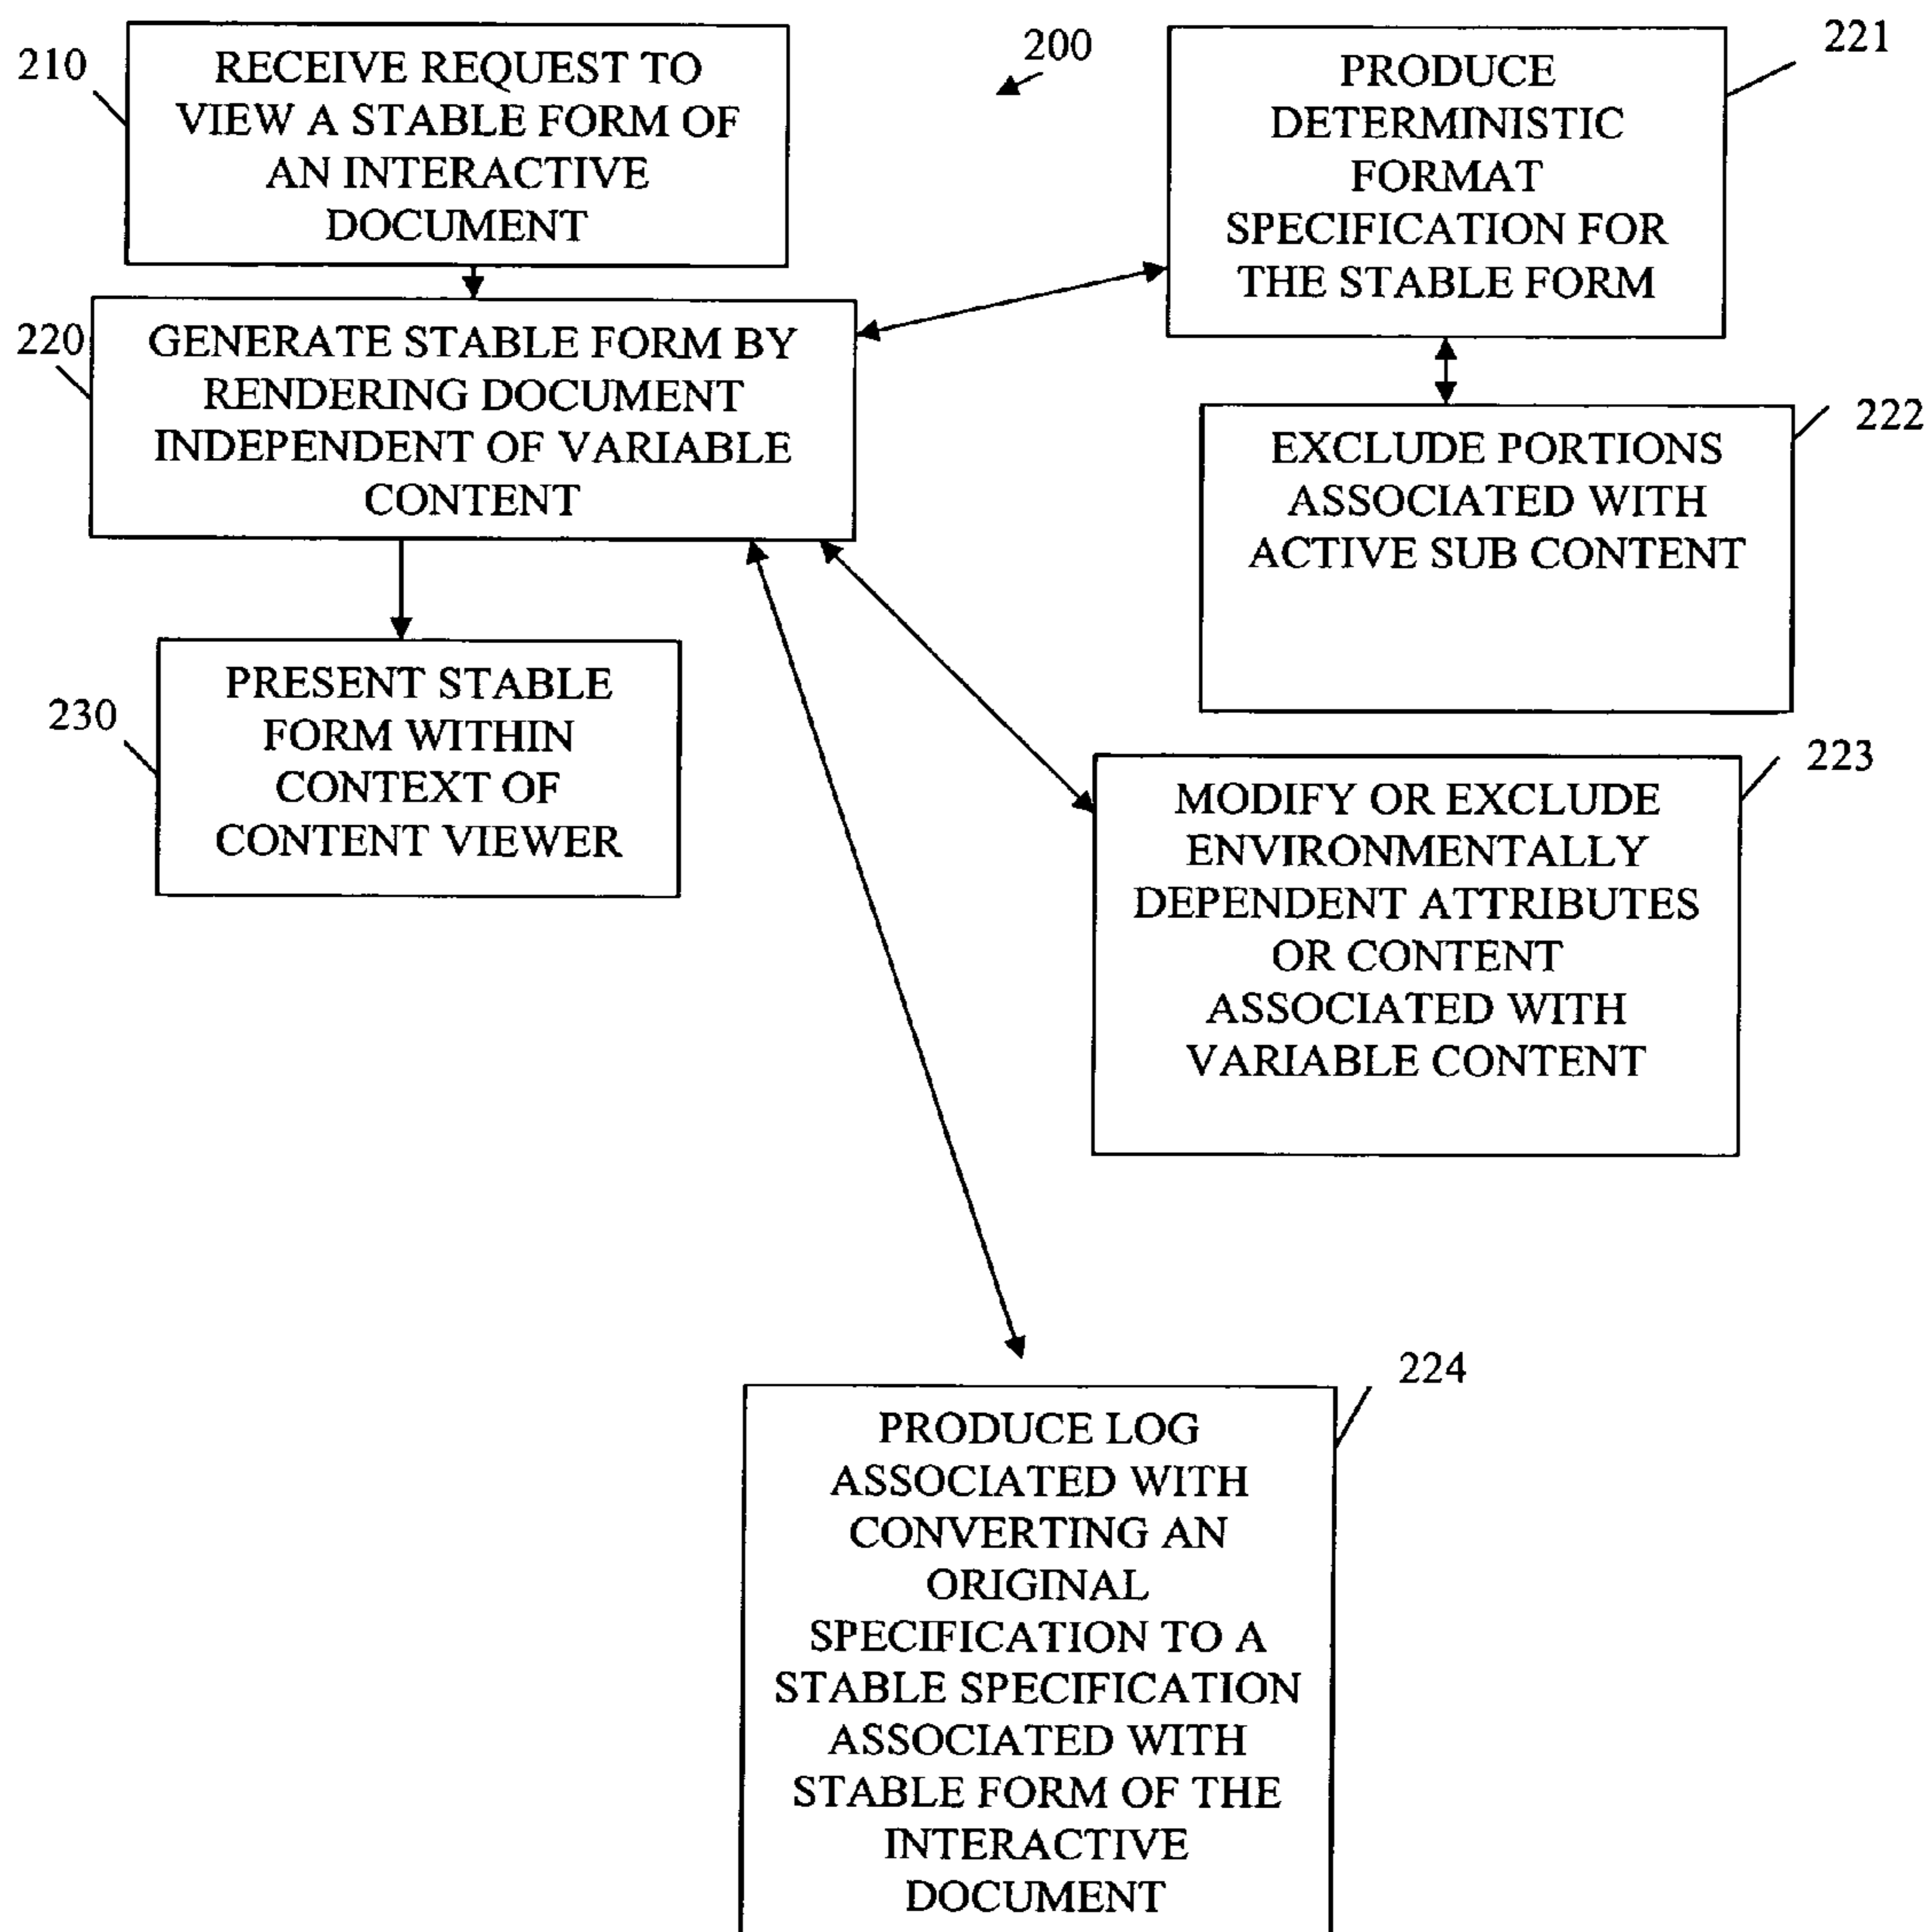 210
RECEIVE REQUEST TO
VIEW A STABLE FORM OF
AN INTERACTIVE
DOCUMENT
200
221
PRODUCE
DETERMINISTIC
FORMAT
SPECIFICATION FOR
THE STABLE FORM
220
GENERATE STABLE FORM BY
RENDERING DOCUMENT
INDEPENDENT OF VARIABLE
CONTENT
222
EXCLUDE PORTIONS
ASSOCIATED WITH
ACTIVE SUB CONTENT
230
PRESENT STABLE
FORM WITHIN
CONTEXT OF
CONTENT VIEWER
223
MODIFY OR EXCLUDE
ENVIRONMENTALLY
DEPENDENT ATTRIBUTES
OR CONTENT
ASSOCIATED WITH
VARIABLE CONTENT
224
PRODUCE LOG
ASSOCIATED WITH
CONVERTING AN
ORIGINAL
SPECIFICATION TO A
STABLE SPECIFICATION
ASSOCIATED WITH
STABLE FORM OF THE
INTERACTIVE
DOCUMENT